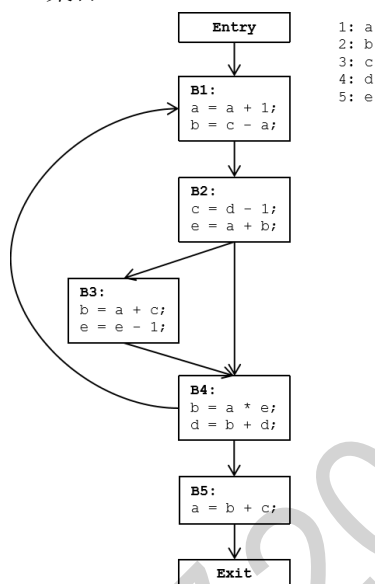 Entry
1: a
2: b
3: c
4: d
5: e
B1:
a = a + 1;
b = c - a;
B2:
c = d - 1;
e = a + b;
B3:
b = a + c;
e = e - 1;
B4:
b = a * e;
d = b + d;
B5:
a = b + c;
Exit